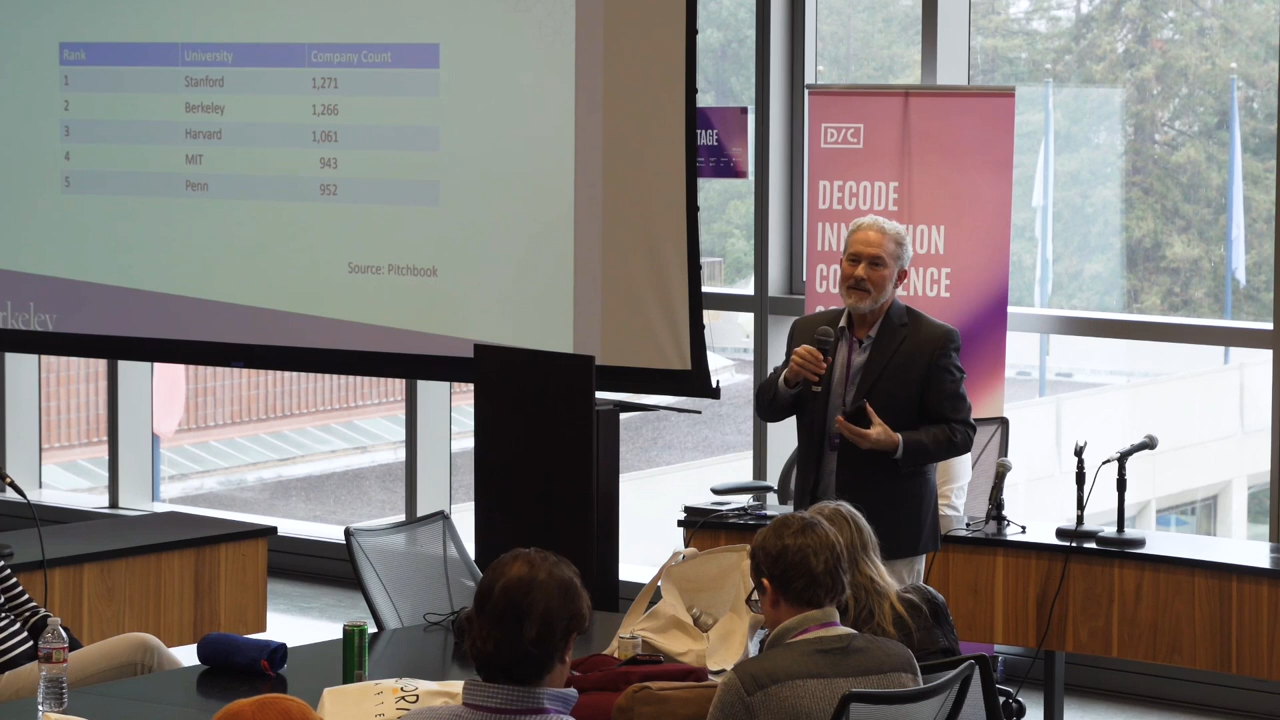 Rank University Company Count
1 Stanford 1,271
2 Berkeley 1,266
3 Harvard 1,061
4 MIT 943
5 Penn 952
Source: Pitchbook
rkeley
TAGE
D/C
DECODE
INN ION
CO ENCE